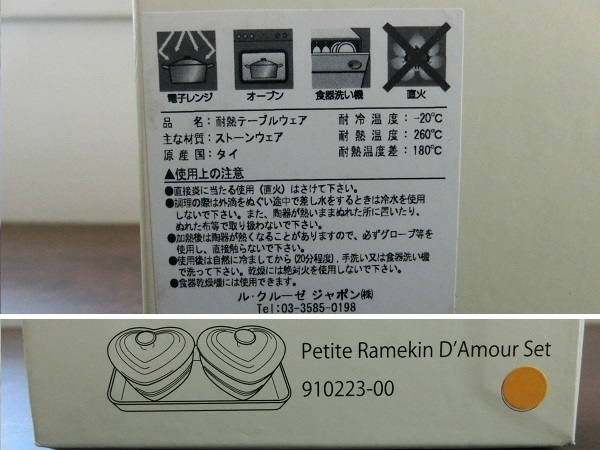 電子レンジ オーブン 食器洗い機 直火
品名:耐熱テーブルウェア 耐冷温度:-20℃
主な材質:ストーンウェア 耐熱温度:260℃
原産国:タイ 耐熱温度差:180℃
▲使用上の注意
●直接炎に当たる使用(直火)はさけて下さい。
●調理の際は外滴をぬぐい途中で差し水をするときは冷水を使用
しないで下さい。また、陶器が熱いままぬれた所に置いたり、
ぬれた布等で取り扱わないで下さい。
●加熱後は陶器が熱くなることがありますので、必ずグローブ等を
使用し、直接触らないで下さい。
●使用後は自然に冷ましてから(20分程度)、手洗い又は食器洗い機
で洗って下さい。乾燥には絶対火を使用しないで下さい。
●食器乾燥機には使用できます。
ル・クルーゼ ジャポン㈱
Tel:03-3585-0198
Petite Ramekin D'Amour Set
910223-00